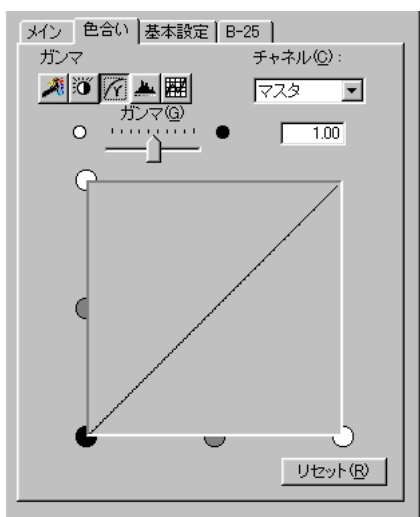 メイン 色合い 基本設定 B-25
ガンマ チャネル(C):
マスタ
ガンマ(G)
1.00
リセット(R)